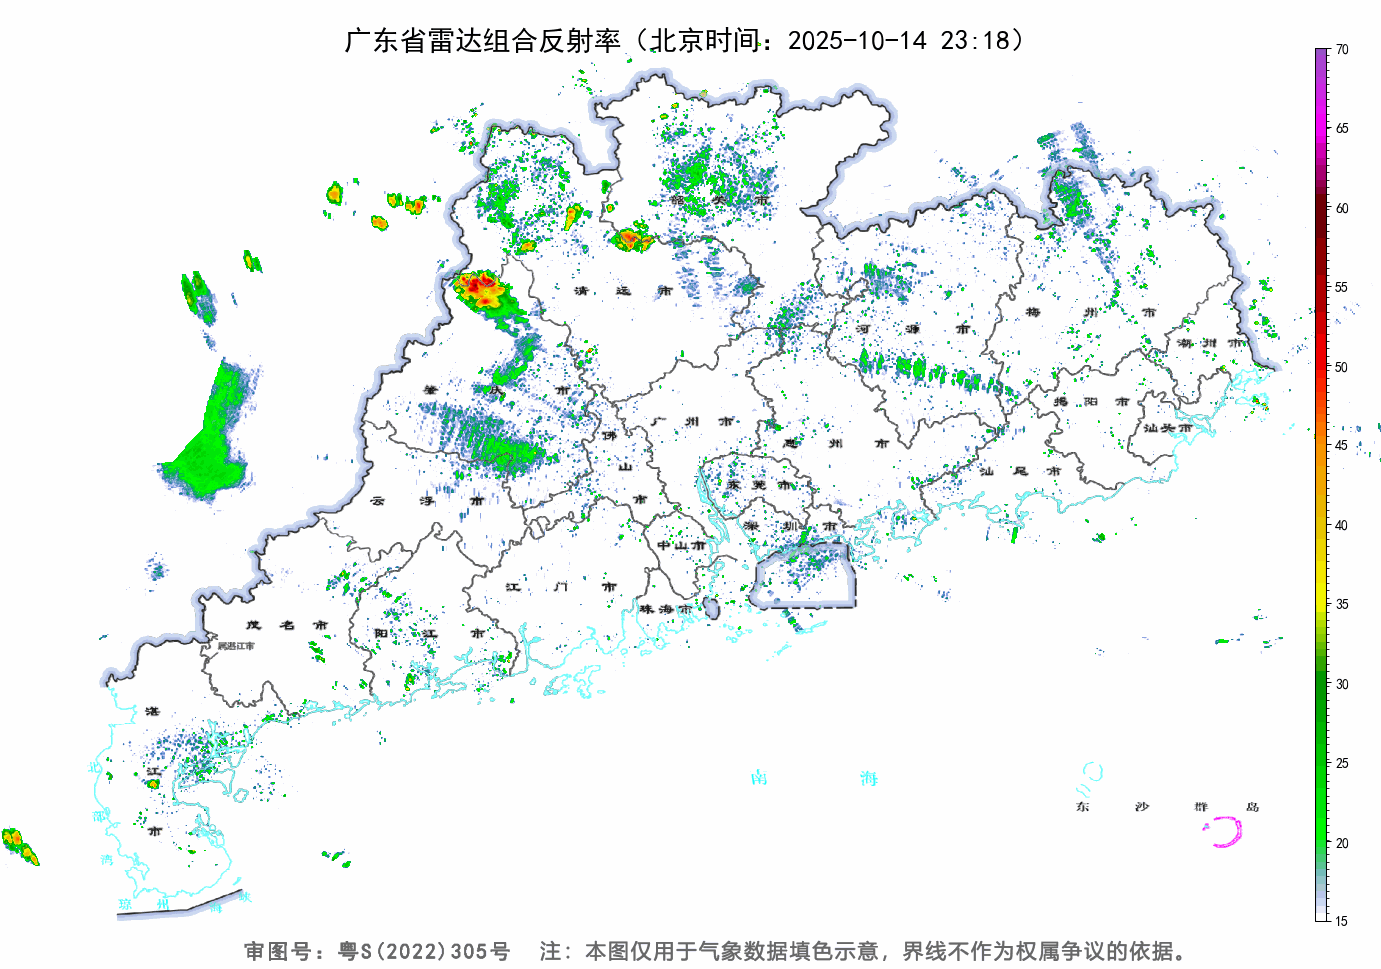 广东省雷达组合反射率（北京时间：2025-10-14 23:18）
70
65
60
55
50
45
40
35
30
25
20
15
韶关市
清远市
河源市
梅州市
潮州市
肇庆市
广州市
惠州市
揭阳市
汕头市
佛山市
东莞市
汕尾市
云浮市
深圳市
中山市
江门市
珠海市
茂名市
阳江市
属湛江市
湛江市
北部湾
南海
东沙群岛
琼州海峡
审图号：粤S(2022)305号 注：本图仅用于气象数据填色示意，界线不作为权属争议的依据。